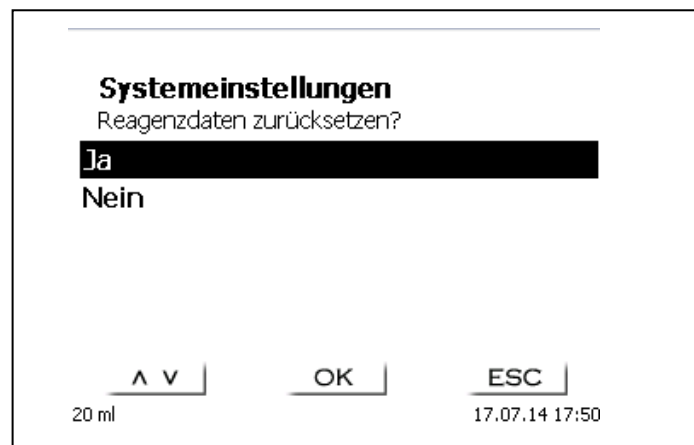 Systemeinstellungen
Reagenzdaten zurücksetzen?
Ja
Nein
∧ ∨ OK ESC
20 ml 17.07.14 17:50